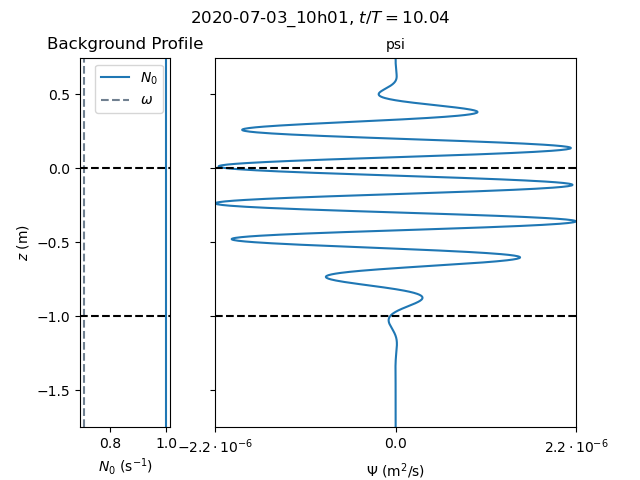 2020-07-03_10h01, t/T = 10.04
Background Profile
psi
N₀
ω
0.5
0.0
−0.5
−1.0
−1.5
z (m)
0.8
1.0
−2.2 · 10⁻⁶
0.0
2.2 · 10⁻⁶
N₀ (s⁻¹)
Ψ (m²/s)